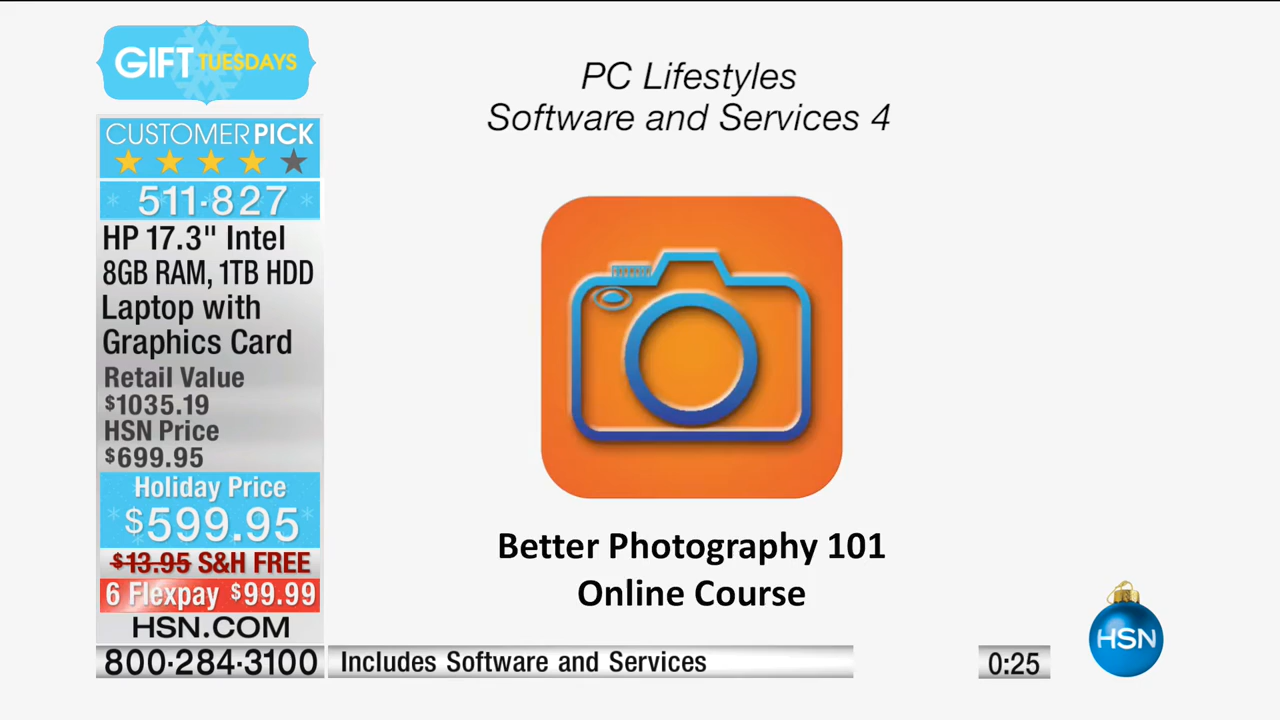 GIFT TUESDAYS
CUSTOMER PICK
511·827
HP 17.3" Intel
8GB RAM, 1TB HDD
Laptop with
Graphics Card
Retail Value
$1035.19
HSN Price
$699.95
Holiday Price
$599.95
$13.95 S&H FREE
6 Flexpay $99.99
HSN.COM
800·284·3100
PC Lifestyles
Software and Services 4
Better Photography 101
Online Course
Includes Software and Services
0:25
HSN